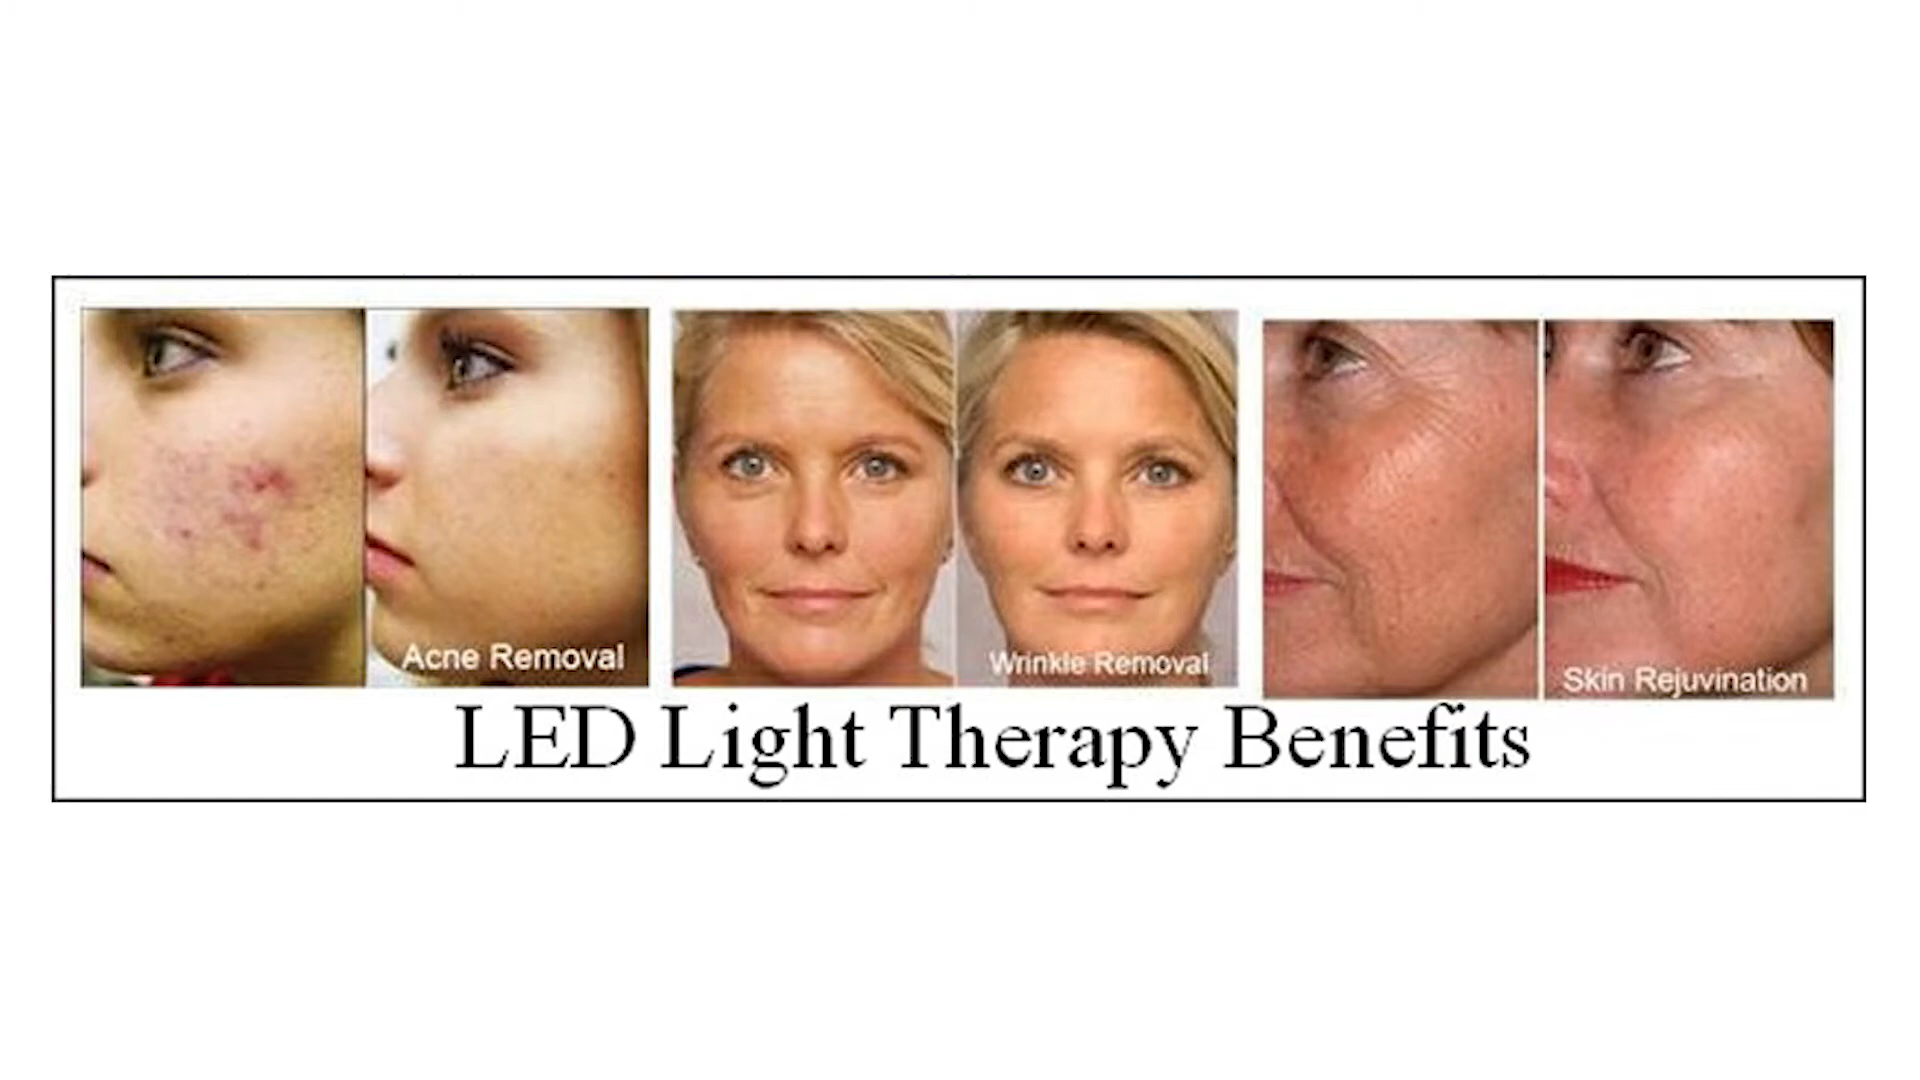 Acne Removal
Wrinkle Removal
Skin Rejuvination
LED Light Therapy Benefits